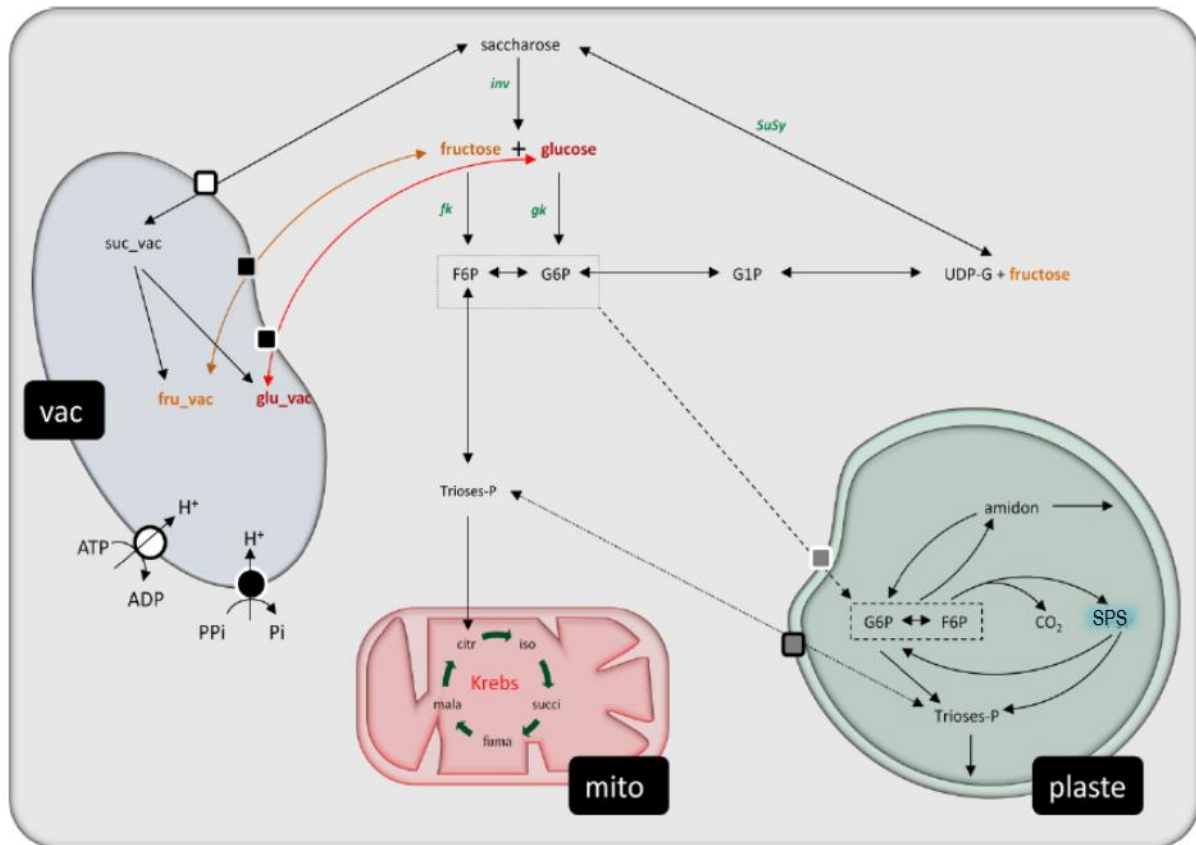 saccharose
inv
SuSy
fructose + glucose
fk
gk
suc_vac
F6P
G6P
G1P
UDP-G + fructose
fru_vac
glu_vac
vac
Trioses-P
H+
ATP
ADP
H+
PPi
Pi
amidon
G6P
F6P
CO2
SPS
Trioses-P
citr
iso
Krebs
mala
succi
fuma
mito
plaste